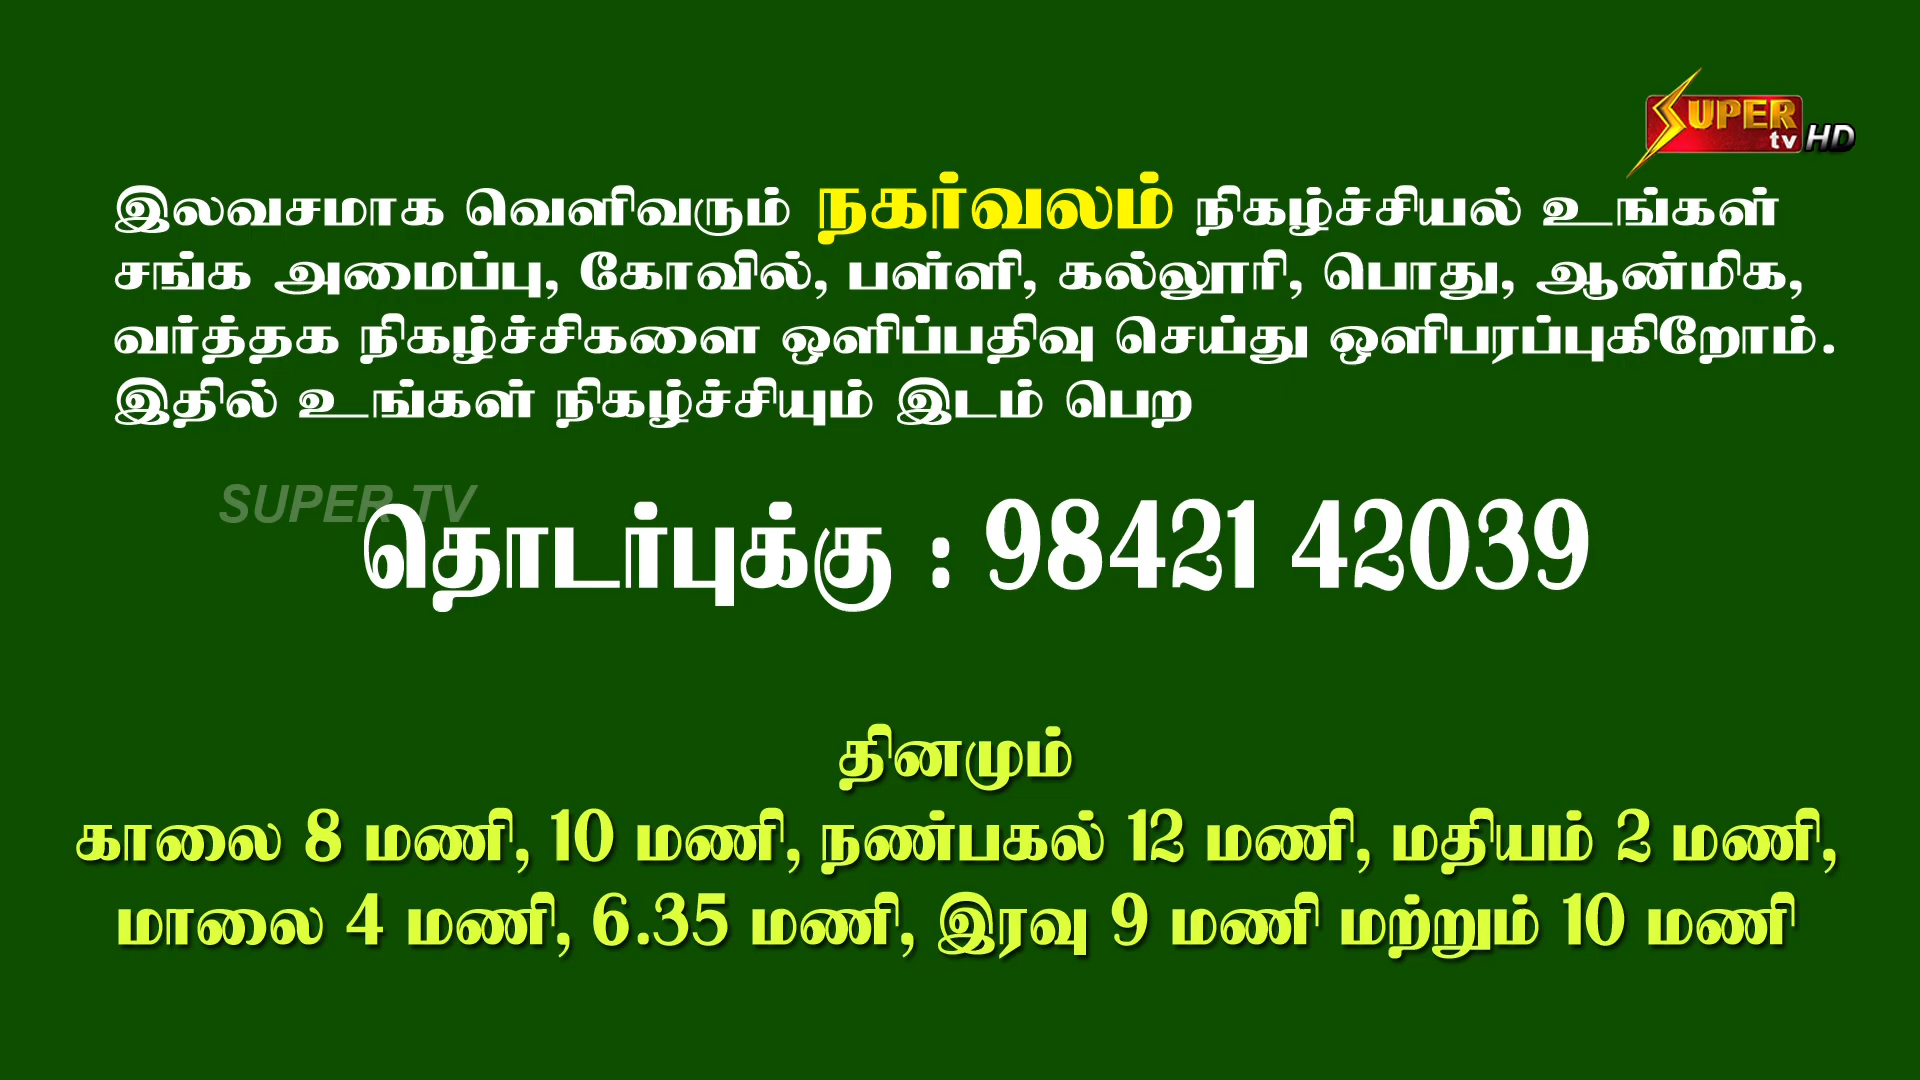 SUPER tv HD
இலவசமாக வெளிவரும் நகர்வலம் நிகழ்ச்சியல் உங்கள்
சங்க அமைப்பு, கோவில், பள்ளி, கல்லூரி, பொது, ஆன்மிக,
வர்த்தக நிகழ்ச்சிகளை ஒளிப்பதிவு செய்து ஒளிபரப்புகிறோம்.
இதில் உங்கள் நிகழ்ச்சியும் இடம் பெற
SUPER TV
தொடர்புக்கு : 98421 42039
தினமும்
காலை 8 மணி, 10 மணி, நண்பகல் 12 மணி, மதியம் 2 மணி,
மாலை 4 மணி, 6.35 மணி, இரவு 9 மணி மற்றும் 10 மணி